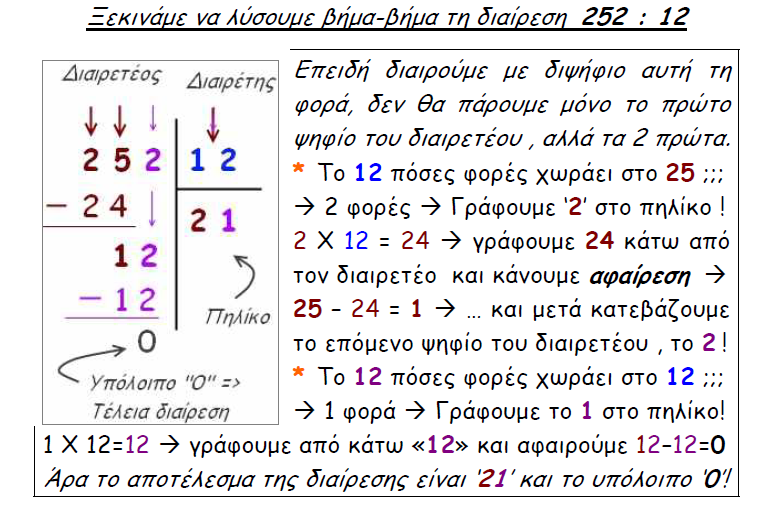 Ξεκινάμε να λύσουμε βήμα-βήμα τη διαίρεση 252 : 12
Διαιρετέος Διαιρέτης
2 5 2 1 2
– 2 4 2 1
1 2
– 1 2
Πηλίκο
0
Υπόλοιπο "0" =>
Τέλεια διαίρεση
Επειδή διαιρούμε με διψήφιο αυτή τη
φορά, δεν θα πάρουμε μόνο το πρώτο
ψηφίο του διαιρετέου , αλλά τα 2 πρώτα.
* Το 12 πόσες φορές χωράει στο 25 ;;;
→ 2 φορές → Γράφουμε ‘2’ στο πηλίκο !
2 Χ 12 = 24 → γράφουμε 24 κάτω από
τον διαιρετέο και κάνουμε αφαίρεση →
25 – 24 = 1 → … και μετά κατεβάζουμε
το επόμενο ψηφίο του διαιρετέου , το 2 !
* Το 12 πόσες φορές χωράει στο 12 ;;;
→ 1 φορά → Γράφουμε το 1 στο πηλίκο!
1 Χ 12=12 → γράφουμε από κάτω «12» και αφαιρούμε 12–12=0
Άρα το αποτέλεσμα της διαίρεσης είναι ‘21’ και το υπόλοιπο ‘0’!